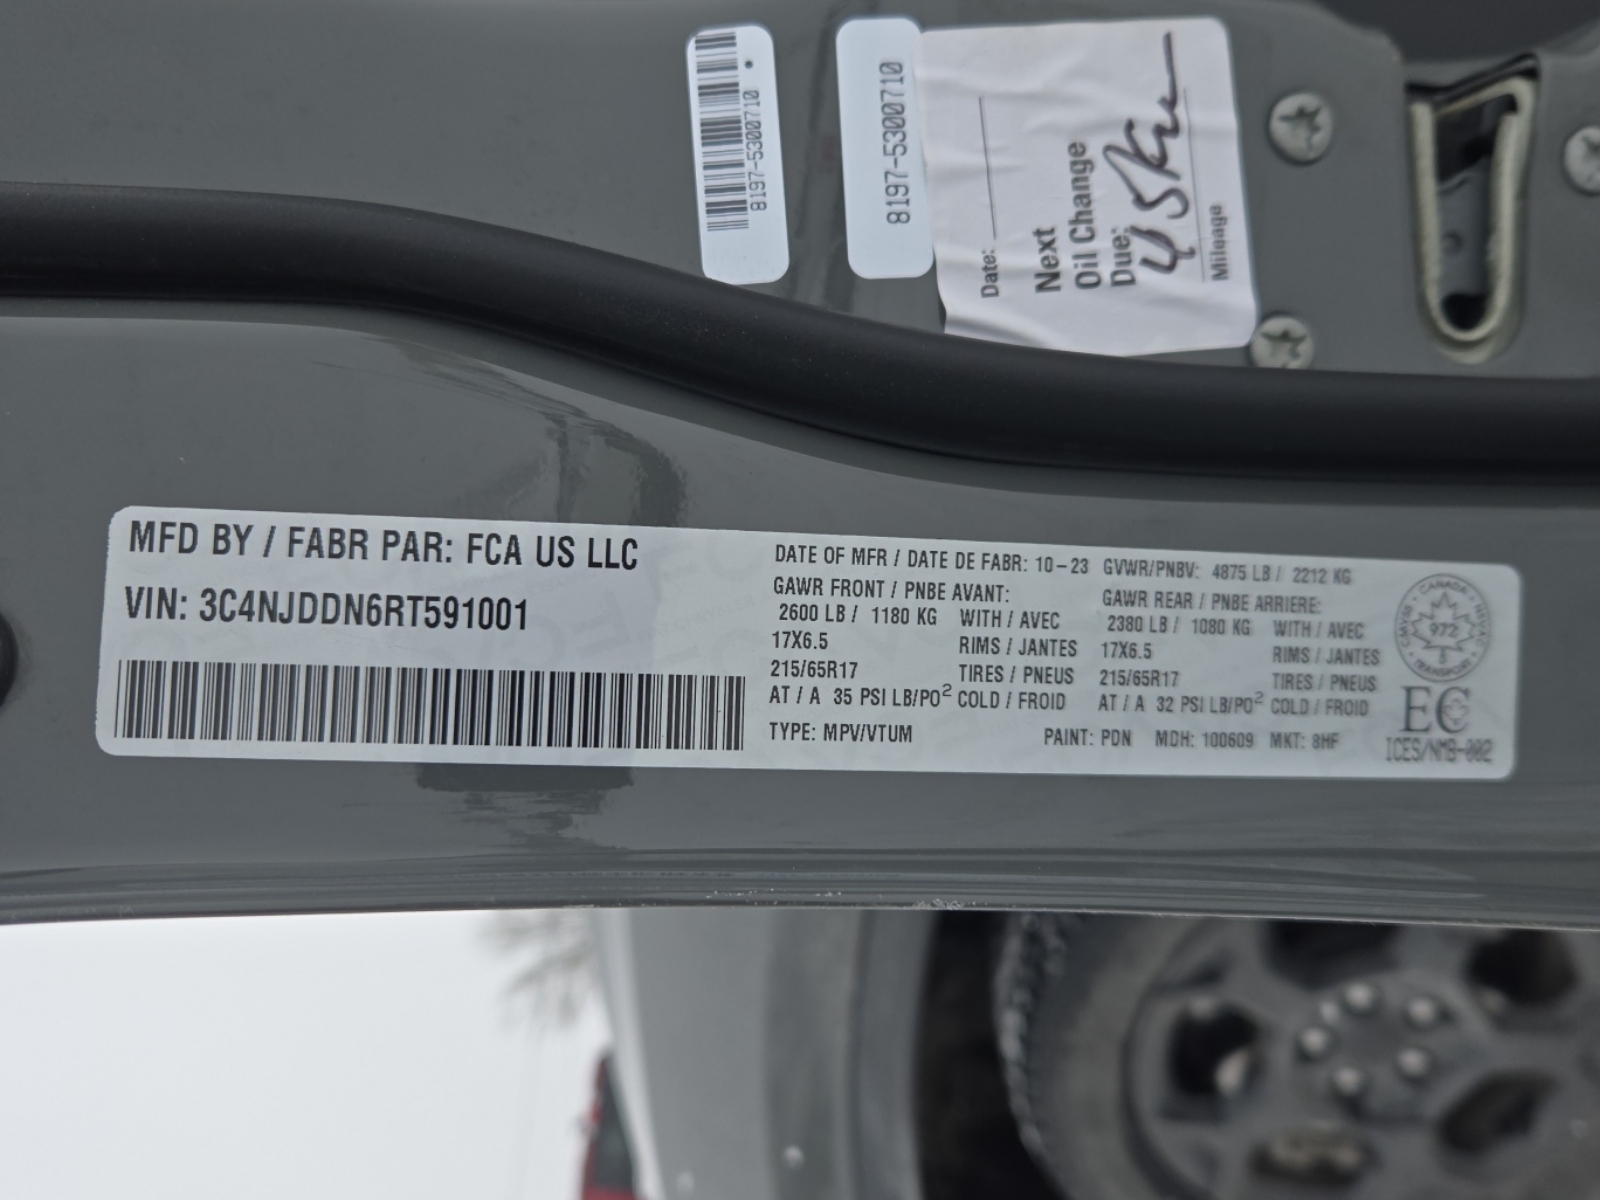 8197-5300710
8197-5300710
Date:
Next
Oil Change
Due:
Mileage
MFD BY / FABR PAR: FCA US LLC
VIN: 3C4NJDDN6RT591001
DATE OF MFR / DATE DE FABR: 10-23 GVWR/PNBV: 4875 LB / 2212 KG
GAWR FRONT / PNBE AVANT: GAWR REAR / PNBE ARRIERE:
2600 LB / 1180 KG WITH / AVEC 2380 LB / 1080 KG WITH / AVEC
17X6.5 RIMS / JANTES 17X6.5 RIMS / JANTES
215/65R17 TIRES / PNEUS 215/65R17 TIRES / PNEUS
AT / A 35 PSI LB/PO² COLD / FROID AT / A 32 PSI LB/PO² COLD / FROID
TYPE: MPV/VTUM PAINT: PDN MDH: 100609 MKT: 8HF
CANADA
972
TRANSPORT
EC
ICES/NMB-002